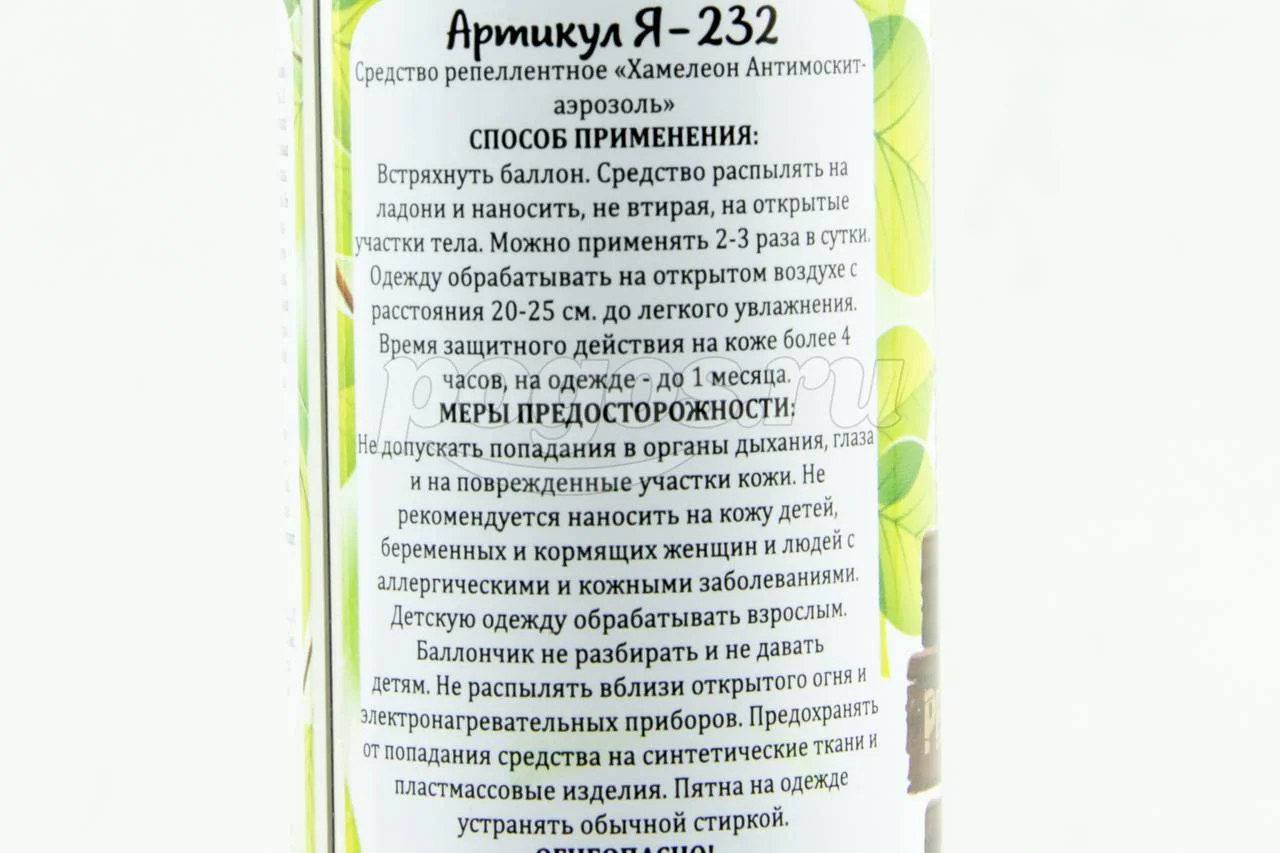 Артикул Я-232
Средство репеллентное «Хамелеон Антимоскит-
аэрозоль»
СПОСОБ ПРИМЕНЕНИЯ:
Встряхнуть баллон. Средство распылять на
ладони и наносить, не втирая, на открытые
участки тела. Можно применять 2-3 раза в сутки.
Одежду обрабатывать на открытом воздухе с
расстояния 20-25 см. до легкого увлажнения.
Время защитного действия на коже более 4
часов, на одежде - до 1 месяца.
pogos.ru
МЕРЫ ПРЕДОСТОРОЖНОСТИ:
Не допускать попадания в органы дыхания, глаза
и на поврежденные участки кожи. Не
рекомендуется наносить на кожу детей,
беременных и кормящих женщин и людей с
аллергическими и кожными заболеваниями.
Детскую одежду обрабатывать взрослым.
Баллончик не разбирать и не давать
детям. Не распылять вблизи открытого огня и
электронагревательных приборов. Предохранять
от попадания средства на синтетические ткани и
пластмассовые изделия. Пятна на одежде
устранять обычной стиркой.
ОГНЕОПАСНО!